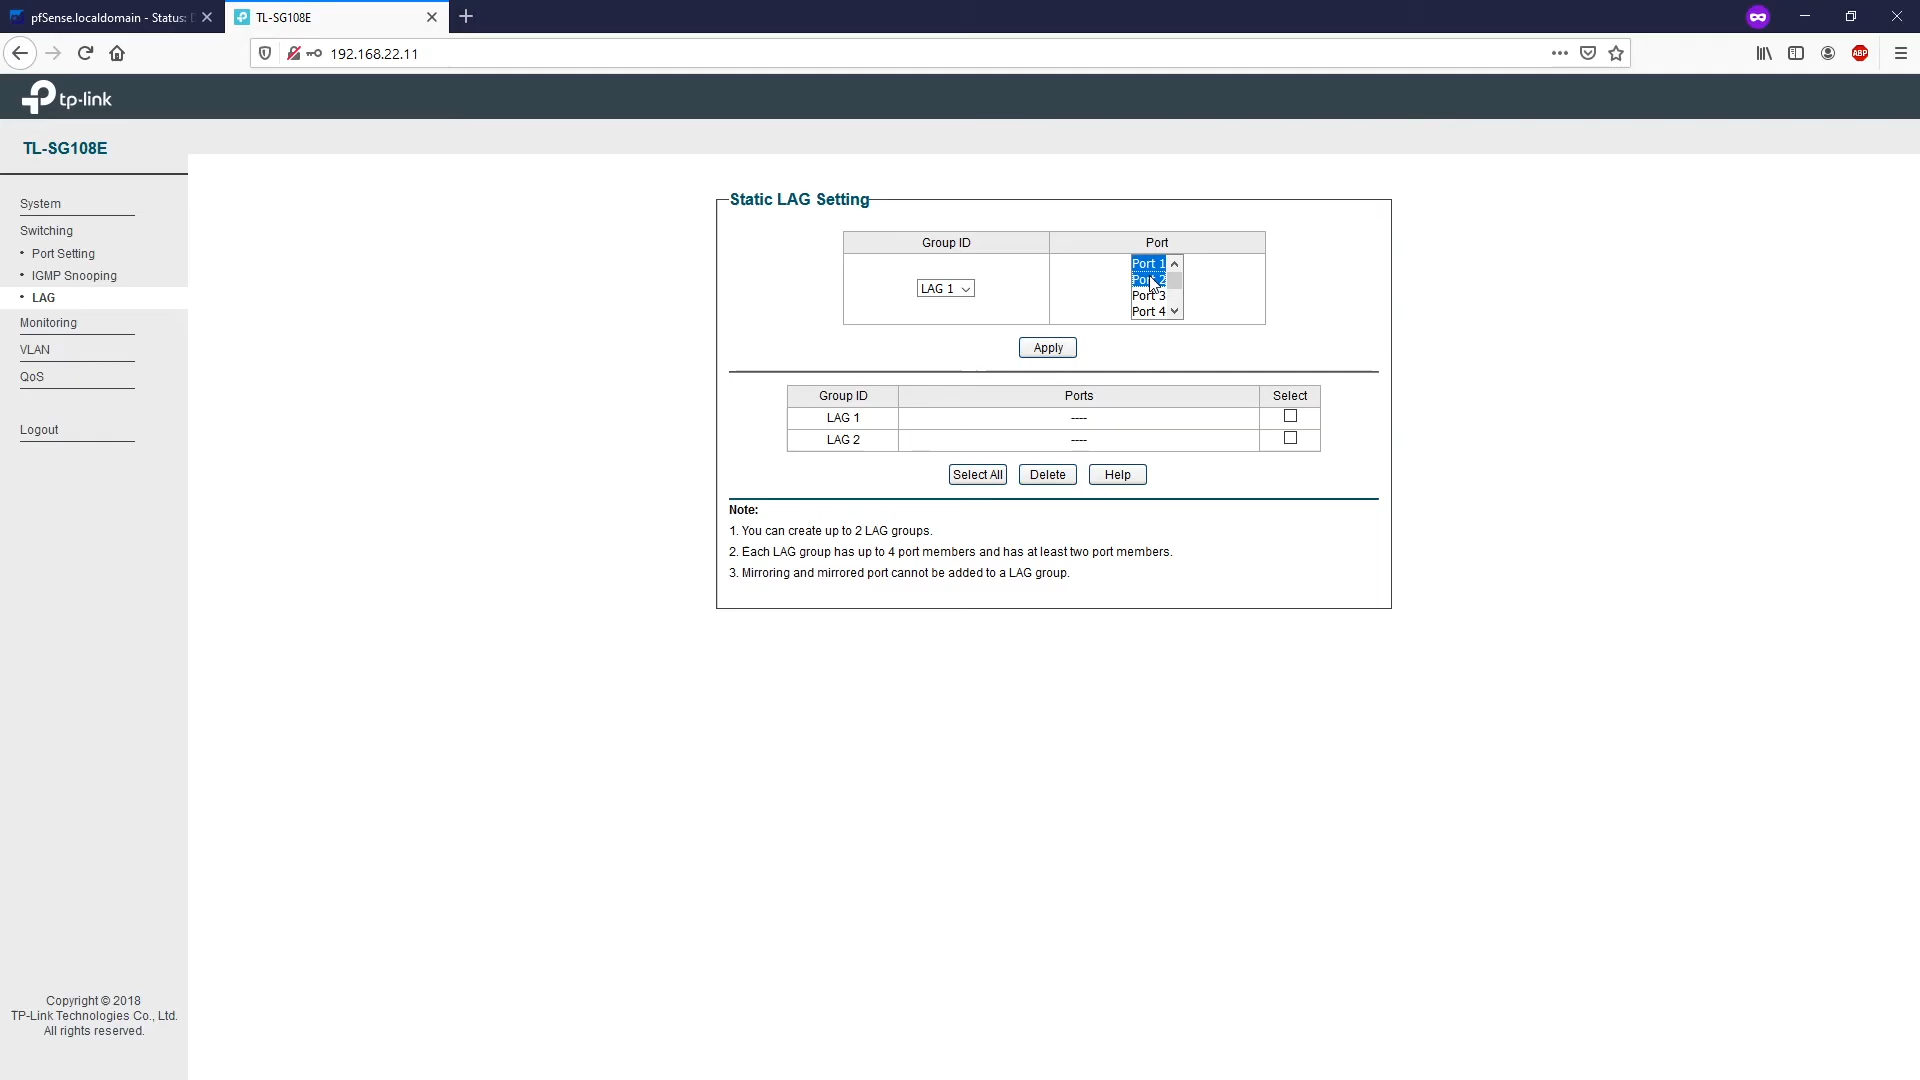 pfSense.localdomain - Status:
TL-SG108E
192.168.22.11
ABP
tp-link
TL-SG108E
System
Switching
• Port Setting
• IGMP Snooping
• LAG
Monitoring
VLAN
QoS
Logout
Static LAG Setting
Group ID Port
LAG 1
Port 1
Port 2
Port 3
Port 4
Apply
Group ID Ports Select
LAG 1 ----
LAG 2 ----
Select All Delete Help
Note:
1. You can create up to 2 LAG groups.
2. Each LAG group has up to 4 port members and has at least two port members.
3. Mirroring and mirrored port cannot be added to a LAG group.
Copyright © 2018
TP-Link Technologies Co., Ltd.
All rights reserved.